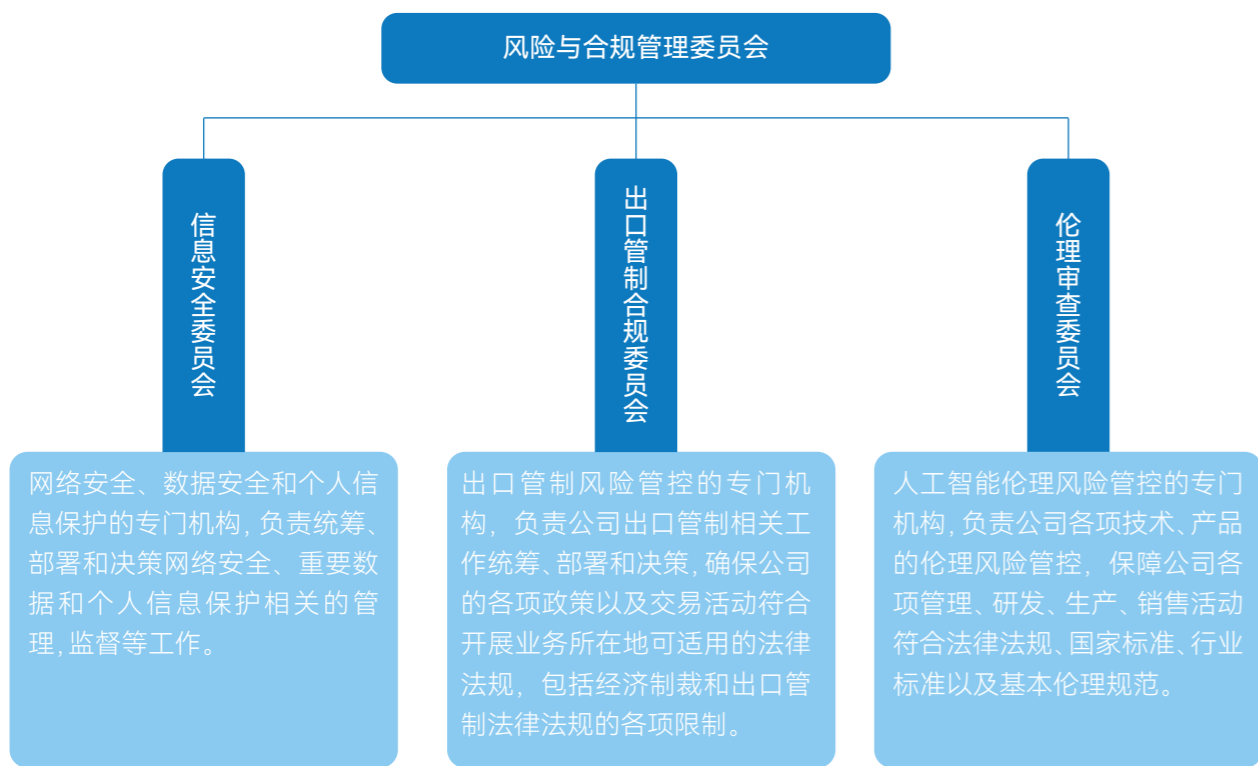 风险与合规管理委员会
信息安全委员会
网络安全、数据安全和个人信
息保护的专门机构,负责统筹、
部署和决策网络安全、重要数
据和个人信息保护相关的管
理,监督等工作。
出口管制合规委员会
出口管制风险管控的专门机
构，负责公司出口管制相关工
作统筹、部署和决策,确保公司
的各项政策以及交易活动符合
开展业务所在地可适用的法律
法规，包括经济制裁和出口管
制法律法规的各项限制。
伦理审查委员会
人工智能伦理风险管控的专门
机构,负责公司各项技术、产品
的伦理风险管控，保障公司各
项管理、研发、生产、销售活动
符合法律法规、国家标准、行业
标准以及基本伦理规范。